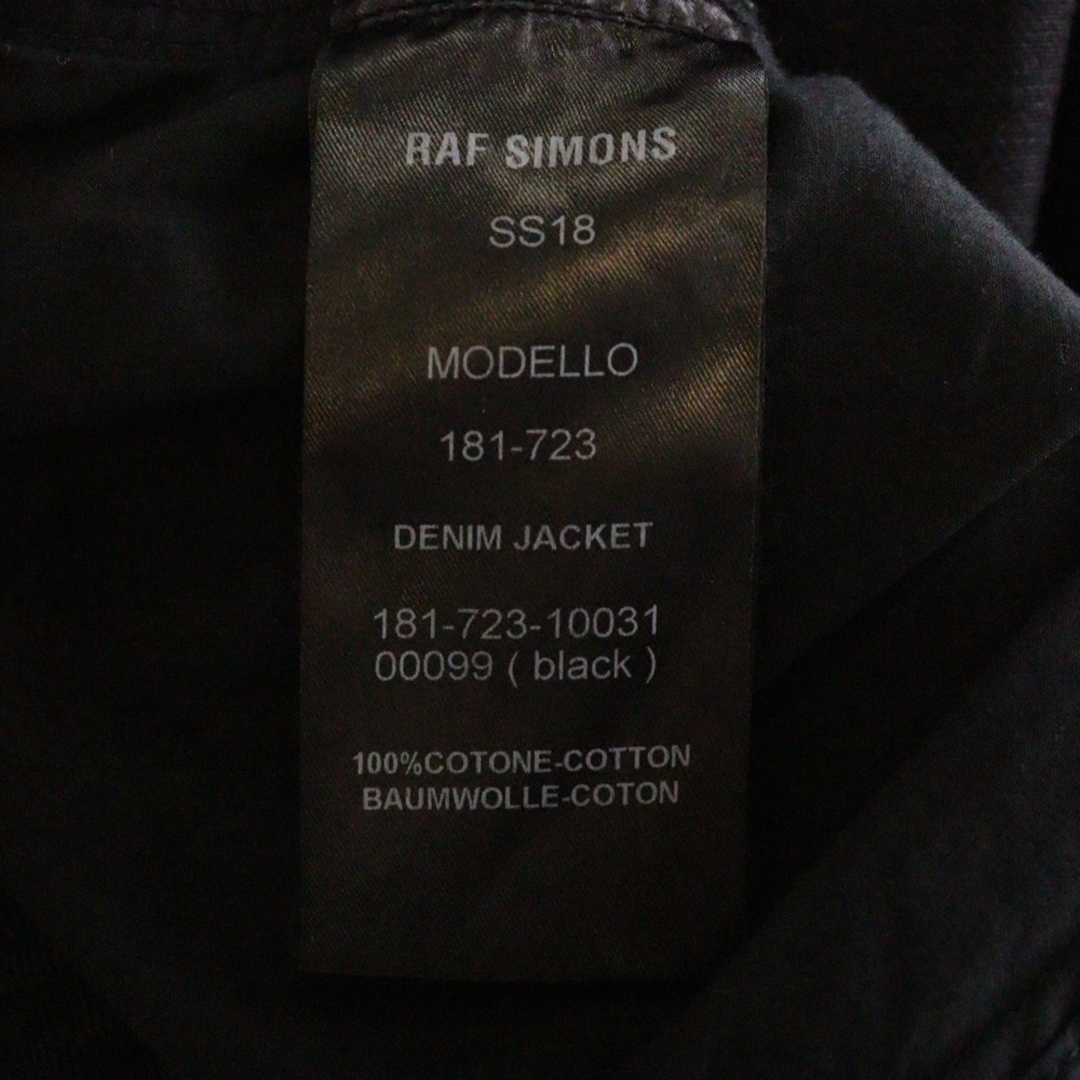 RAF SIMONS
SS18
MODELLO
181-723
DENIM JACKET
181-723-10031
00099 ( black )
100%COTONE-COTTON
BAUMWOLLE-COTON